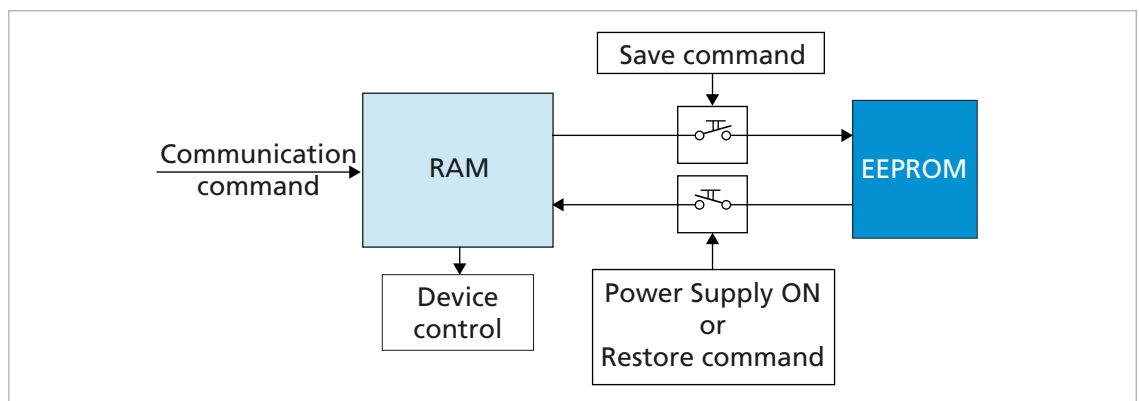 Save command
Communication
command
RAM
EEPROM
Device
control
Power Supply ON
or
Restore command